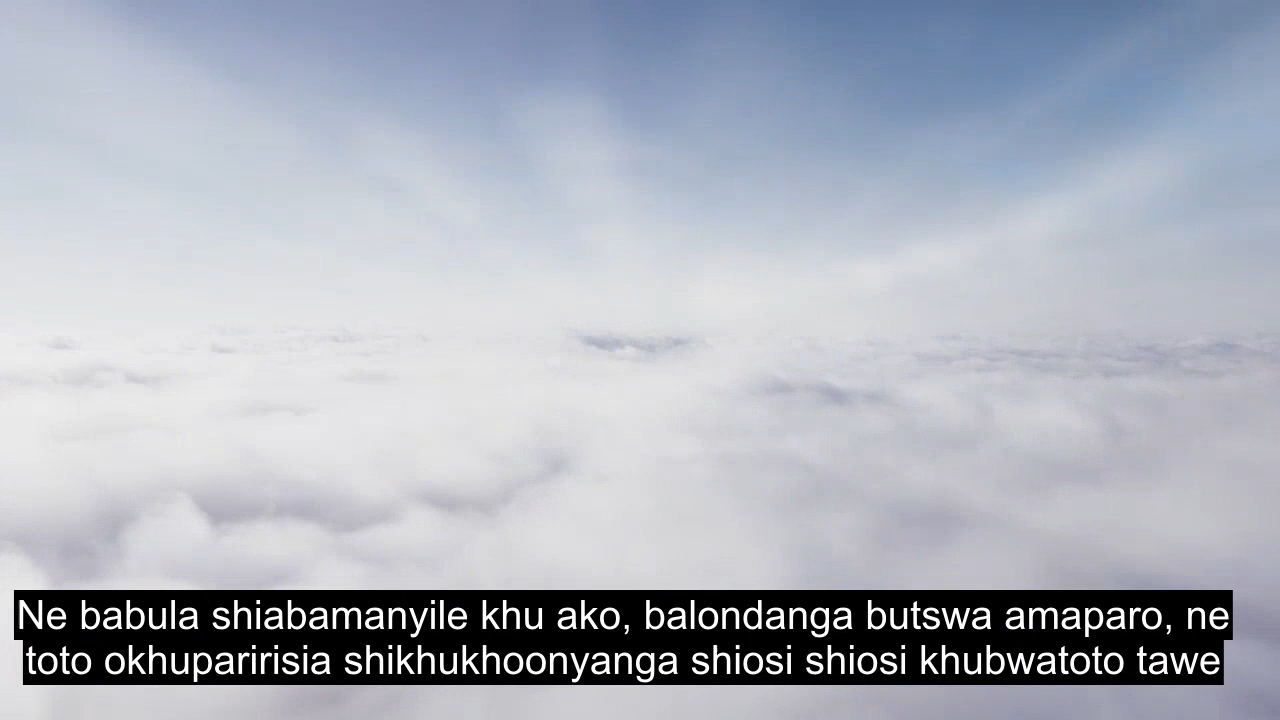 Ne babula shiabamanyile khu ako, balondanga butswa amaparo, ne
toto okhuparirisia shikhukhoonyanga shiosi shiosi khubwatoto tawe